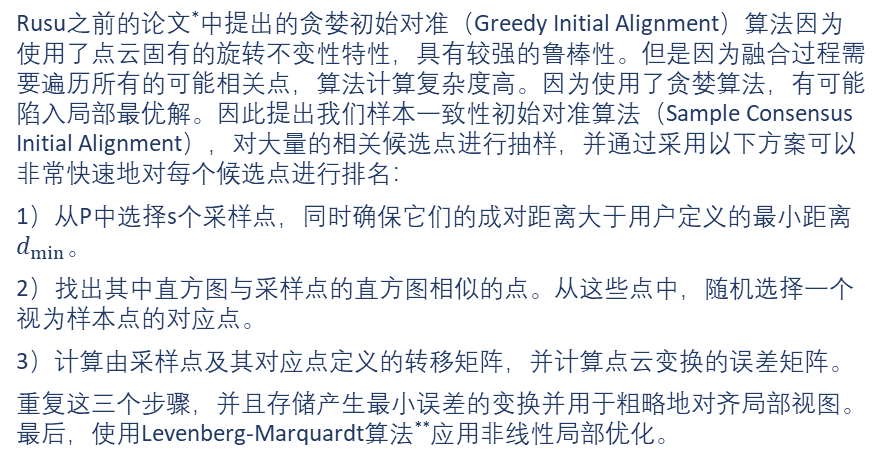 Rusu之前的论文*中提出的贪婪初始对准（Greedy Initial Alignment）算法因为
使用了点云固有的旋转不变性特性，具有较强的鲁棒性。但是因为融合过程需
要遍历所有的可能相关点，算法计算复杂度高。因为使用了贪婪算法，有可能
陷入局部最优解。因此提出我们样本一致性初始对准算法（Sample Consensus
Initial Alignment），对大量的相关候选点进行抽样，并通过采用以下方案可以
非常快速地对每个候选点进行排名：
1）从P中选择s个采样点，同时确保它们的成对距离大于用户定义的最小距离
d_min。
2）找出其中直方图与采样点的直方图相似的点。从这些点中，随机选择一个
视为样本点的对应点。
3）计算由采样点及其对应点定义的转移矩阵，并计算点云变换的误差矩阵。
重复这三个步骤，并且存储产生最小误差的变换并用于粗略地对齐局部视图。
最后，使用Levenberg-Marquardt算法**应用非线性局部优化。